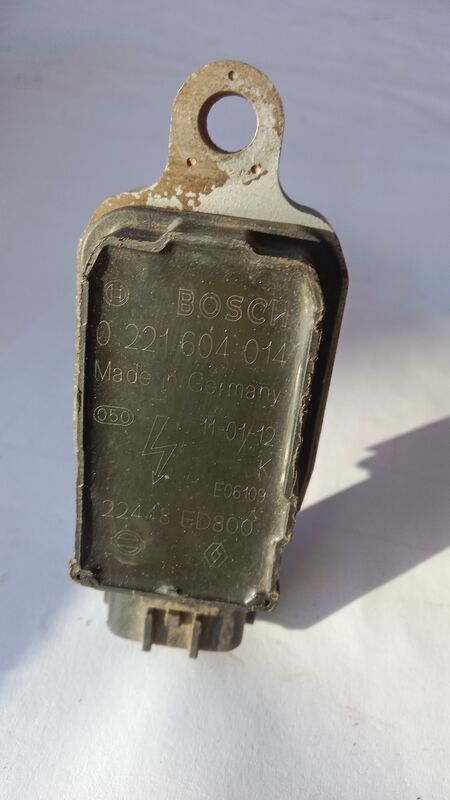 BOSCH
0 221 604 014
Made in Germany
050
11-01-12
K
E06109
22448 ED800